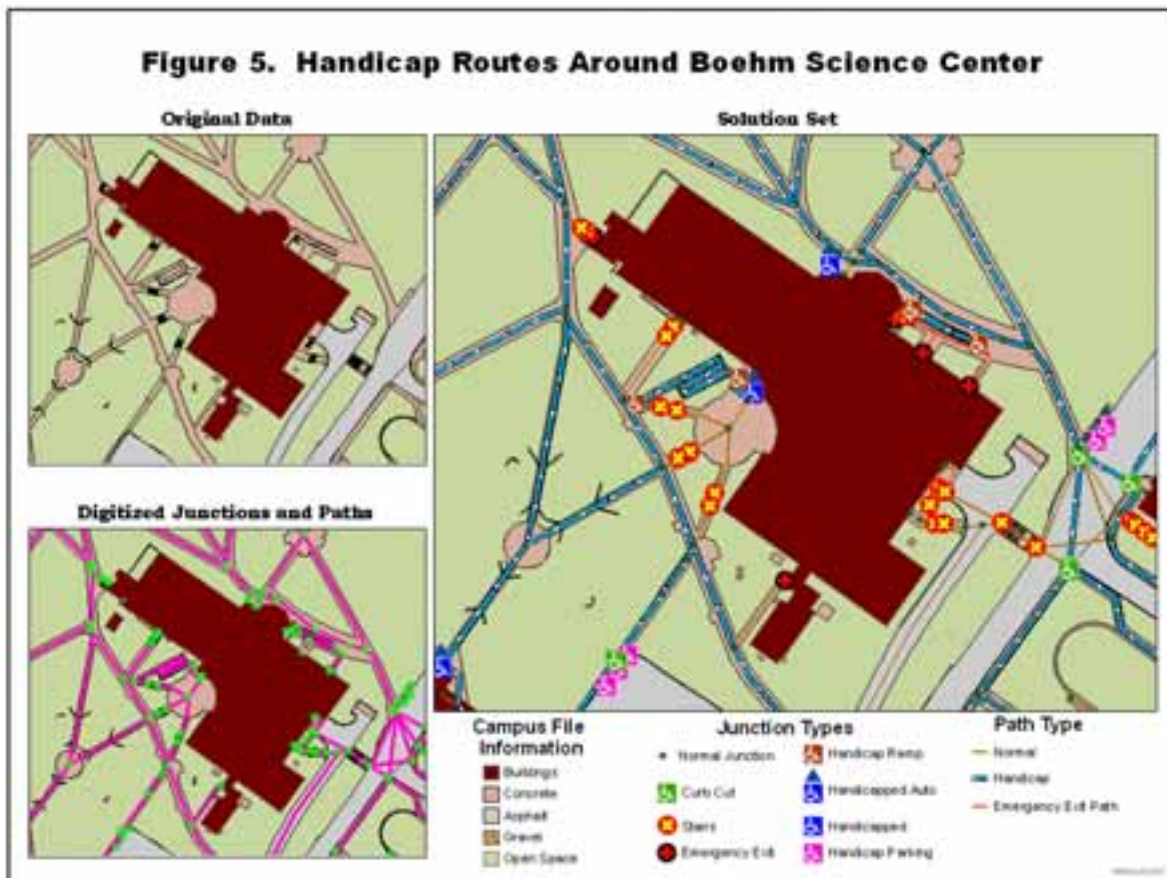 Figure 5. Handicap Routes Around Boehm Science Center
Original Data
Solution Set
Digitized Junctions and Paths
Campus File
Information
Buildings
Concrete
Asphalt
Gravel
Open Space
Junction Types
Normal Junction
Curb Cut
Stairs
Emergency Exit
Handicap Ramp
Handicapped Auto
Handicapped
Handicap Parking
Path Type
Normal
Handicap
Emergency Exit Path